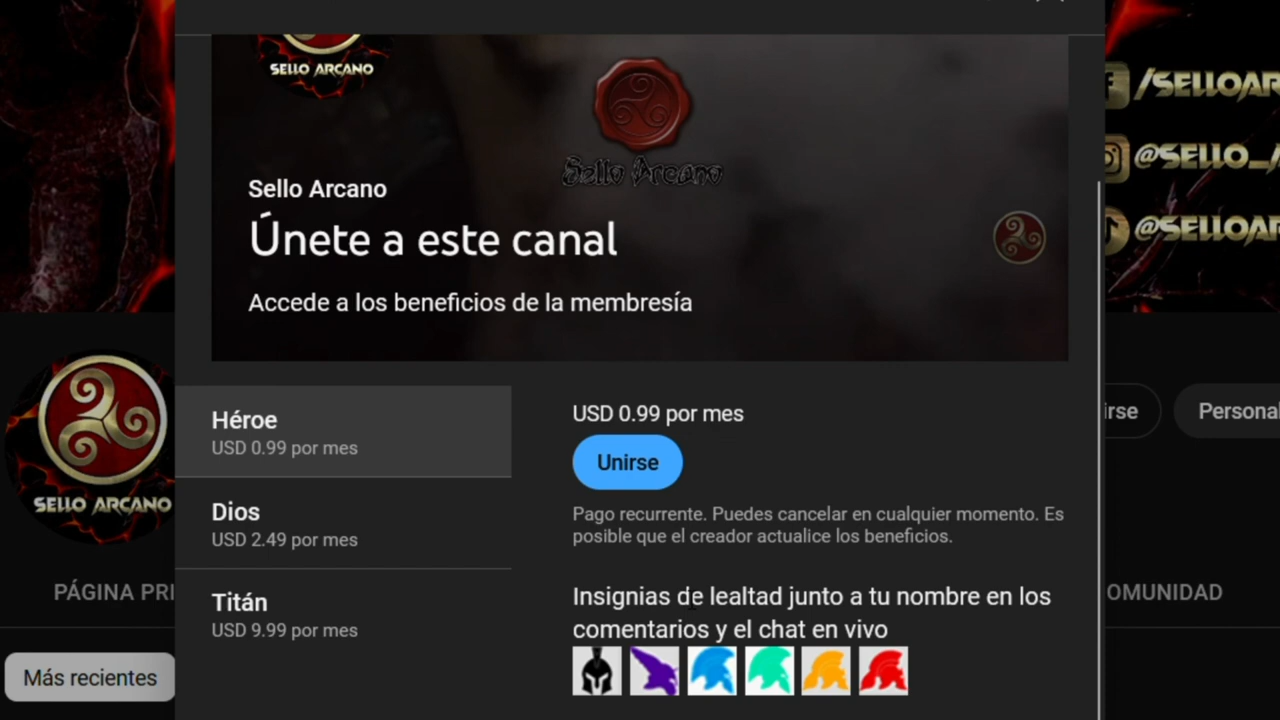 SELLO ARCANO
Sello Arcano
Sello Arcano
Únete a este canal
Accede a los beneficios de la membresía
/SELLOAR
@SELLO_
@SELLOAR
Héroe
USD 0.99 por mes
Dios
USD 2.49 por mes
Titán
USD 9.99 por mes
USD 0.99 por mes
Unirse
Pago recurrente. Puedes cancelar en cualquier momento. Es
posible que el creador actualice los beneficios.
Insignias de lealtad junto a tu nombre en los
comentarios y el chat en vivo
SELLO ARCANO
PÁGINA PRI
Más recientes
irse
Personal
OMUNIDAD